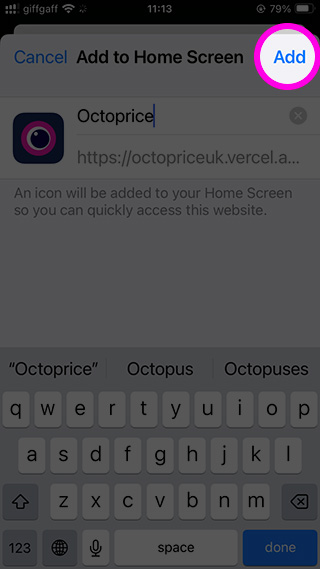 giffgaff 11:13 79%
Cancel Add to Home Screen Add
Octoprice
https://octopriceuk.vercel.a...
An icon will be added to your Home Screen
so you can quickly access this website.
“Octoprice” Octopus Octopuses
q w e r t y u i o p
a s d f g h j k l
z x c v b n m
123 space done